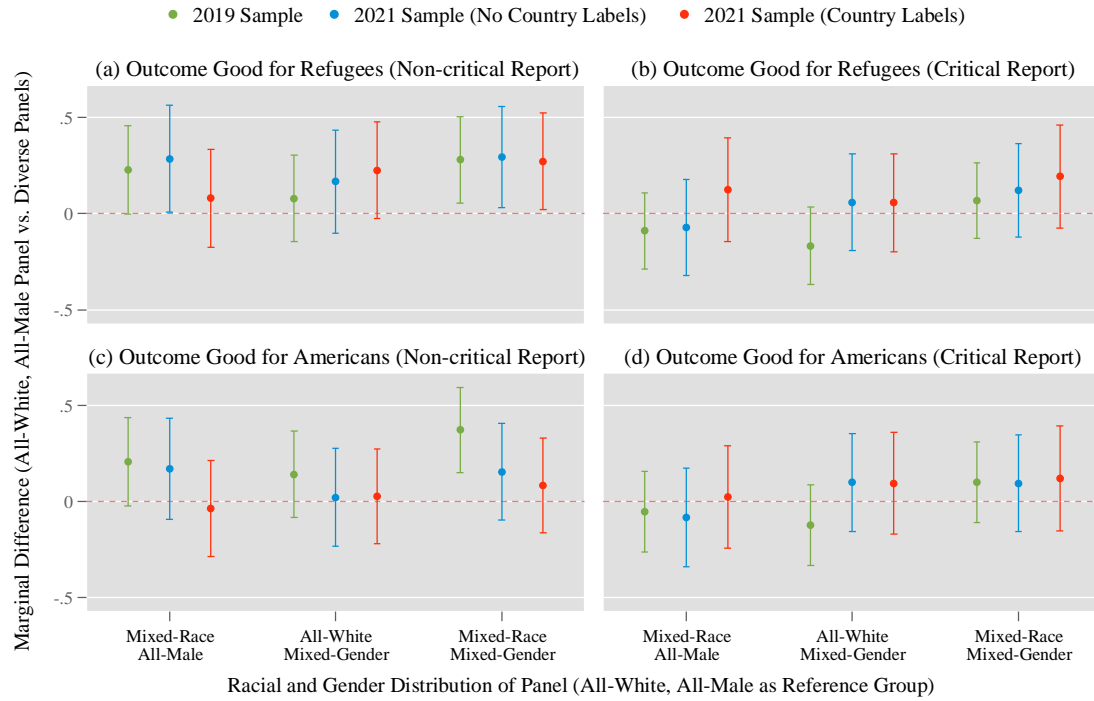 2019 Sample
2021 Sample (No Country Labels)
2021 Sample (Country Labels)
Marginal Difference (All-White, All-Male Panel vs. Diverse Panels)
(a) Outcome Good for Refugees (Non-critical Report)
.5
0
-.5
(b) Outcome Good for Refugees (Critical Report)
(c) Outcome Good for Americans (Non-critical Report)
.5
0
-.5
(d) Outcome Good for Americans (Critical Report)
Mixed-Race
All-Male
All-White
Mixed-Gender
Mixed-Race
Mixed-Gender
Mixed-Race
All-Male
All-White
Mixed-Gender
Mixed-Race
Mixed-Gender
Racial and Gender Distribution of Panel (All-White, All-Male as Reference Group)